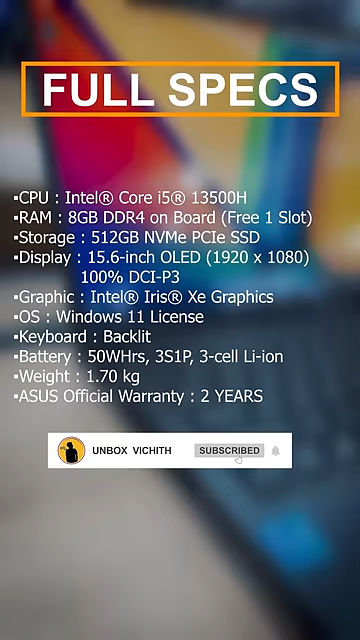 FULL SPECS
▪CPU : Intel® Core i5® 13500H
▪RAM : 8GB DDR4 on Board (Free 1 Slot)
▪Storage : 512GB NVMe PCIe SSD
▪Display : 15.6-inch OLED (1920 x 1080)
100% DCI-P3
▪Graphic : Intel® Iris® Xe Graphics
▪OS : Windows 11 License
▪Keyboard : Backlit
▪Battery : 50WHrs, 3S1P, 3-cell Li-ion
▪Weight : 1.70 kg
▪ASUS Official Warranty : 2 YEARS
UNBOX VICHITH SUBSCRIBED